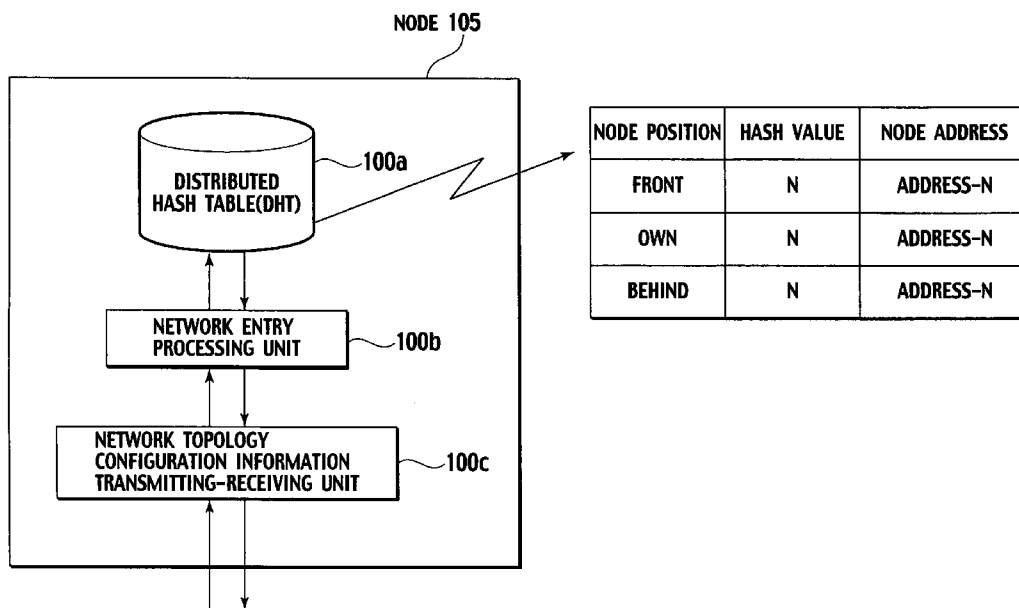 NODE 105
100a
DISTRIBUTED
HASH TABLE(DHT)
NETWORK ENTRY
PROCESSING UNIT
100b
NETWORK TOPOLOGY
CONFIGURATION INFORMATION
TRANSMITTING-RECEIVING UNIT
100c
NODE POSITION HASH VALUE NODE ADDRESS
FRONT N ADDRESS-N
OWN N ADDRESS-N
BEHIND N ADDRESS-N